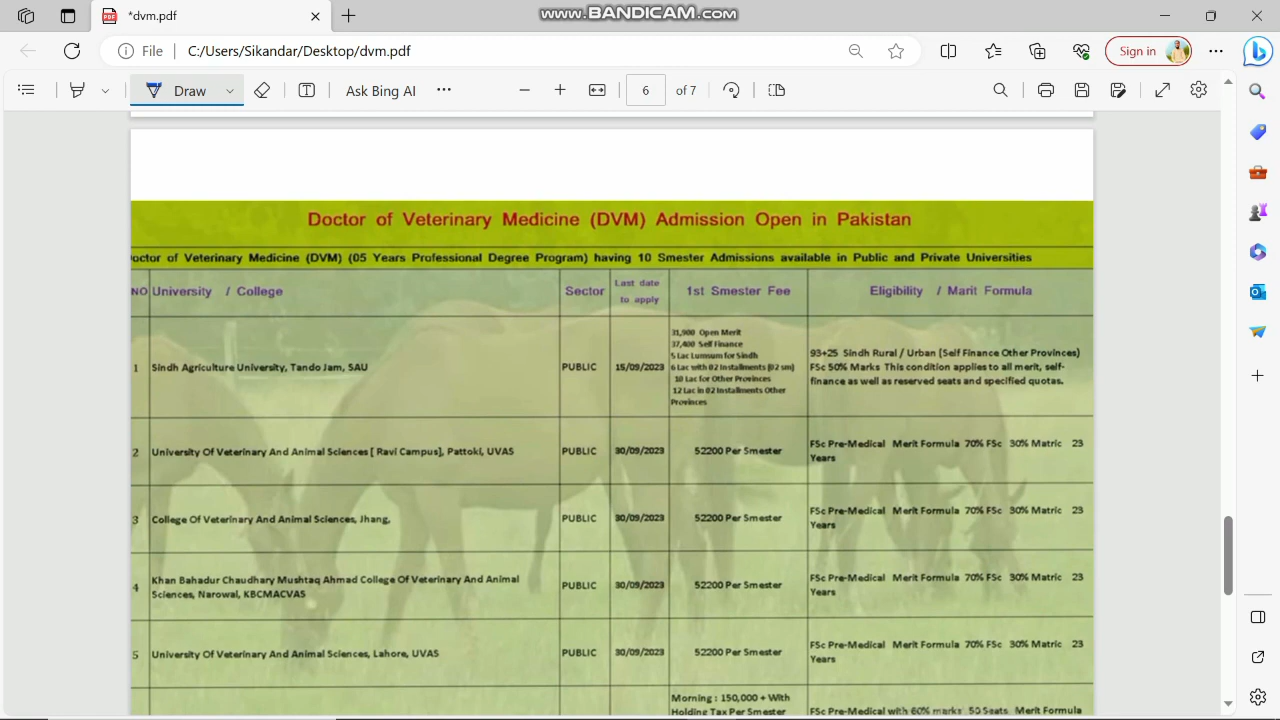 *dvm.pdf
www.BANDICAM.com
File
C:/Users/Sikandar/Desktop/dvm.pdf
Sign in
Draw
Ask Bing AI
6
of 7
Doctor of Veterinary Medicine (DVM) Admission Open in Pakistan
octor of Veterinary Medicine (DVM) (05 Years Professional Degree Program) having 10 Smester Admissions available in Public and Private Universities
NO University / College
Sector
Last date
to apply
1st Smester Fee
Eligibility / Marit Formula
1
Sindh Agriculture University, Tando Jam, SAU
PUBLIC
15/09/2023
31,900 Open Merit
37,400 Self Finance
5 Lac Lumsum for Sindh
6 Lac with 02 Installments (02 sm)
10 Lac for Other Provinces
12 Lac in 02 Installments Other
Provinces
93+25 Sindh Rural / Urban (Self Finance Other Provinces)
FSc 50% Marks This condition applies to all merit, self-
finance as well as reserved seats and specified quotas.
2
University Of Veterinary And Animal Sciences [ Ravi Campus], Pattoki, UVAS
PUBLIC
30/09/2023
52200 Per Smester
FSc Pre-Medical Merit Formula 70% FSc 30% Matric 23
Years
3
College Of Veterinary And Animal Sciences, Jhang,
PUBLIC
30/09/2023
52200 Per Smester
FSc Pre-Medical Merit Formula 70% FSc 30% Matric 23
Years
4
Khan Bahadur Chaudhary Mushtaq Ahmad College Of Veterinary And Animal
Sciences, Narowal, KBCMACVAS
PUBLIC
30/09/2023
52200 Per Smester
FSc Pre-Medical Merit Formula 70% FSc 30% Matric 23
Years
5
University Of Veterinary And Animal Sciences, Lahore, UVAS
PUBLIC
30/09/2023
52200 Per Smester
FSc Pre-Medical Merit Formula 70% FSc 30% Matric 23
Years
Morning : 150,000 + With
Holding Tax Per Smester
FSc Pre-Medical with 60% marks 50 Seats Merit Formula